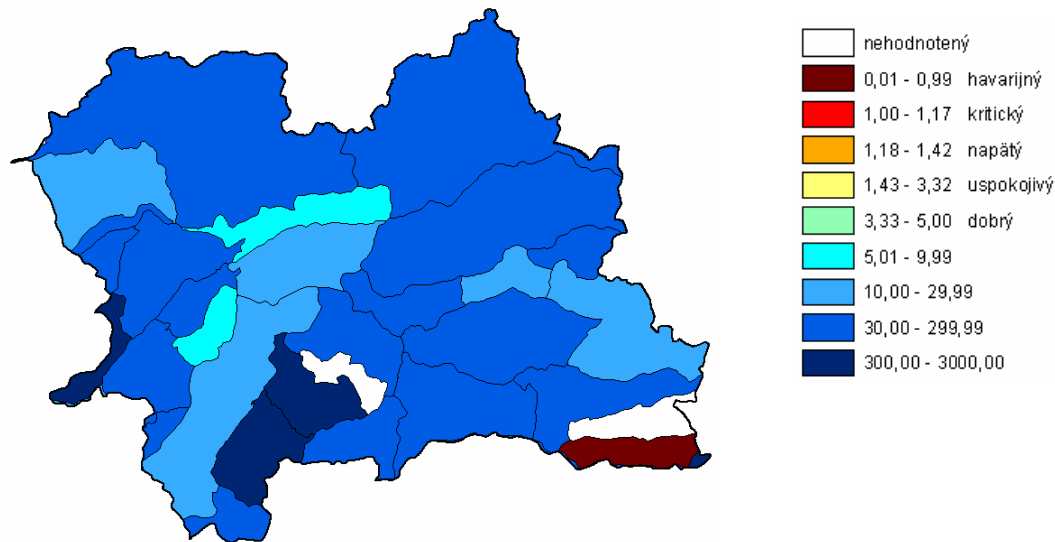 nehodnotený
0,01 - 0,99 havarijný
1,00 - 1,17 kritický
1,18 - 1,42 napätý
1,43 - 3,32 uspokojivý
3,33 - 5,00 dobrý
5,01 - 9,99
10,00 - 29,99
30,00 - 299,99
300,00 - 3000,00